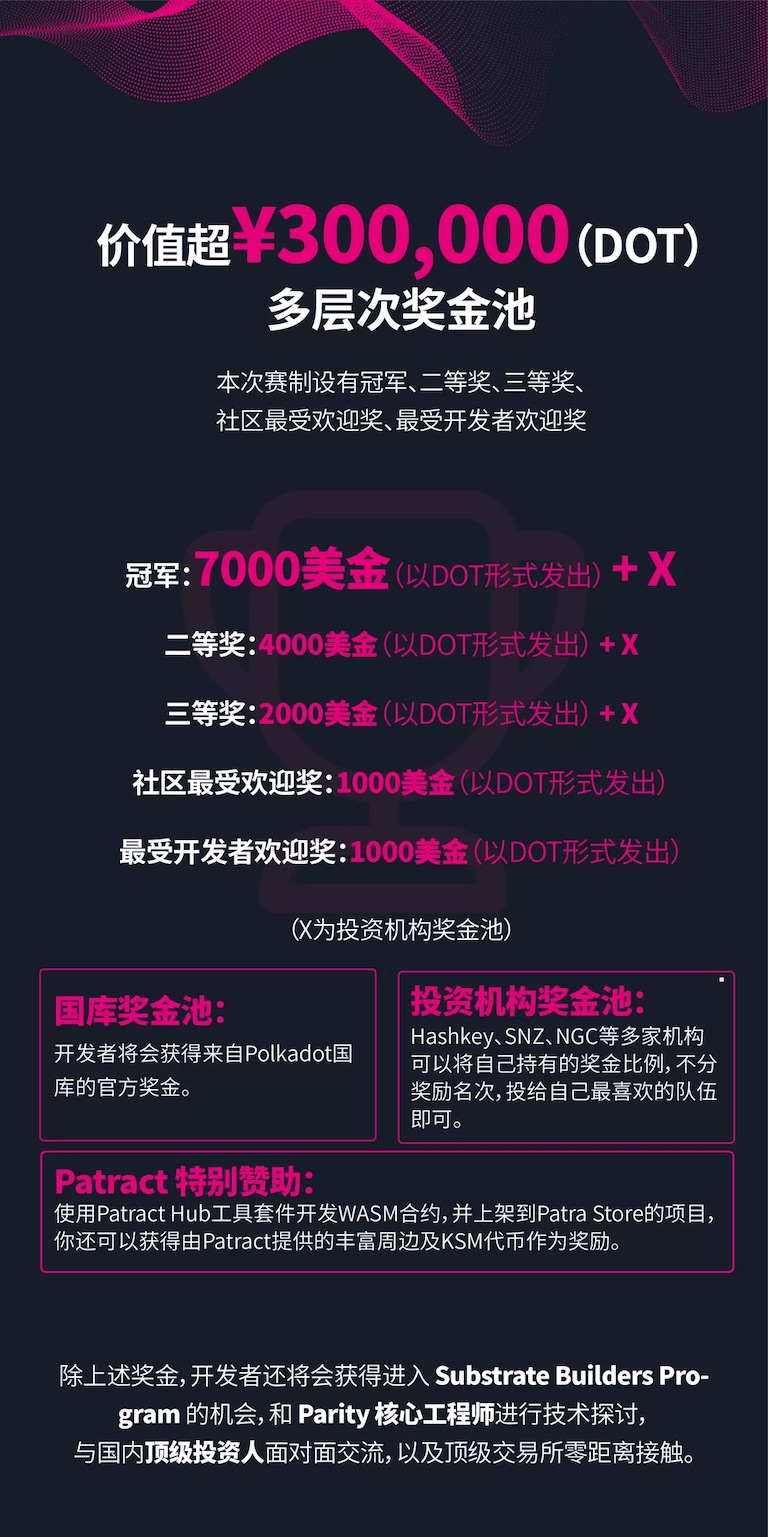 价值超¥300,000（DOT）
多层次奖金池
本次赛制设有冠军、二等奖、三等奖、
社区最受欢迎奖、最受开发者欢迎奖
冠军：7000美金（以DOT形式发出）+ X
二等奖：4000美金（以DOT形式发出）+ X
三等奖：2000美金（以DOT形式发出）+ X
社区最受欢迎奖：1000美金（以DOT形式发出）
最受开发者欢迎奖：1000美金（以DOT形式发出）
（X为投资机构奖金池）
国库奖金池：
开发者将会获得来自Polkadot国
库的官方奖金。
投资机构奖金池：
Hashkey、SNZ、NGC等多家机构
可以将自己持有的奖金比例，不分
奖励名次，投给自己最喜欢的队伍
即可。
Patract 特别赞助：
使用Patract Hub工具套件开发WASM合约，并上架到Patra Store的项目，
你还可以获得由Patract提供的丰富周边及KSM代币作为奖励。
除上述奖金，开发者还将会获得进入 Substrate Builders Pro-
gram 的机会，和 Parity 核心工程师进行技术探讨，
与国内顶级投资人面对面交流，以及顶级交易所零距离接触。